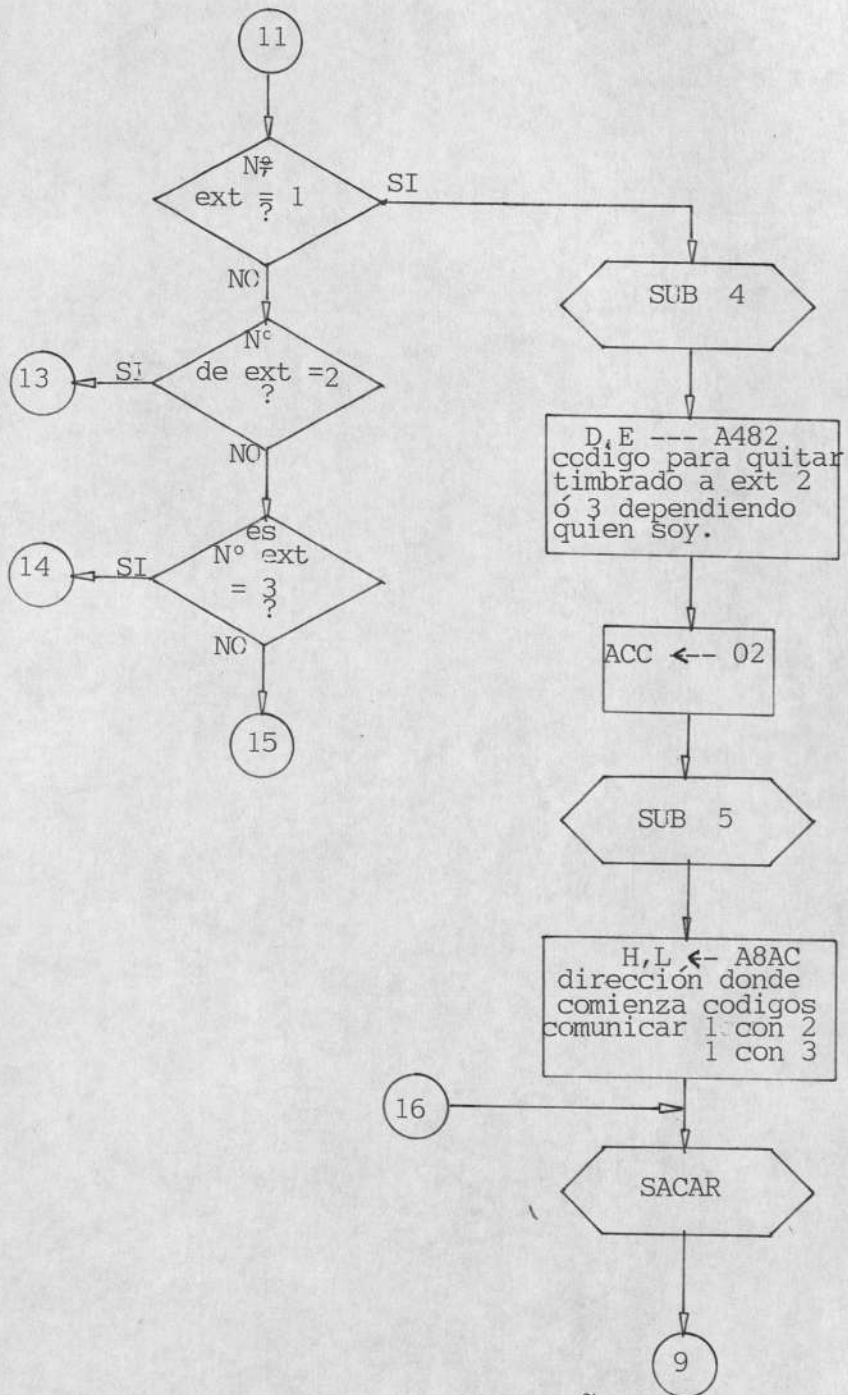 11
Nº
ext = 1
?
SI
NO
SUB 4
Nº
de ext =2
?
SI
13
NO
D,E --- A482
codigo para quitar
timbrado a ext 2
ó 3 dependiendo
quien soy.
es
Nº ext
= 3
?
SI
14
NO
15
ACC <-- 02
SUB 5
H,L <- A8AC
dirección donde
comienza codigos
comunicar 1 con 2
1 con 3
16
SACAR
9